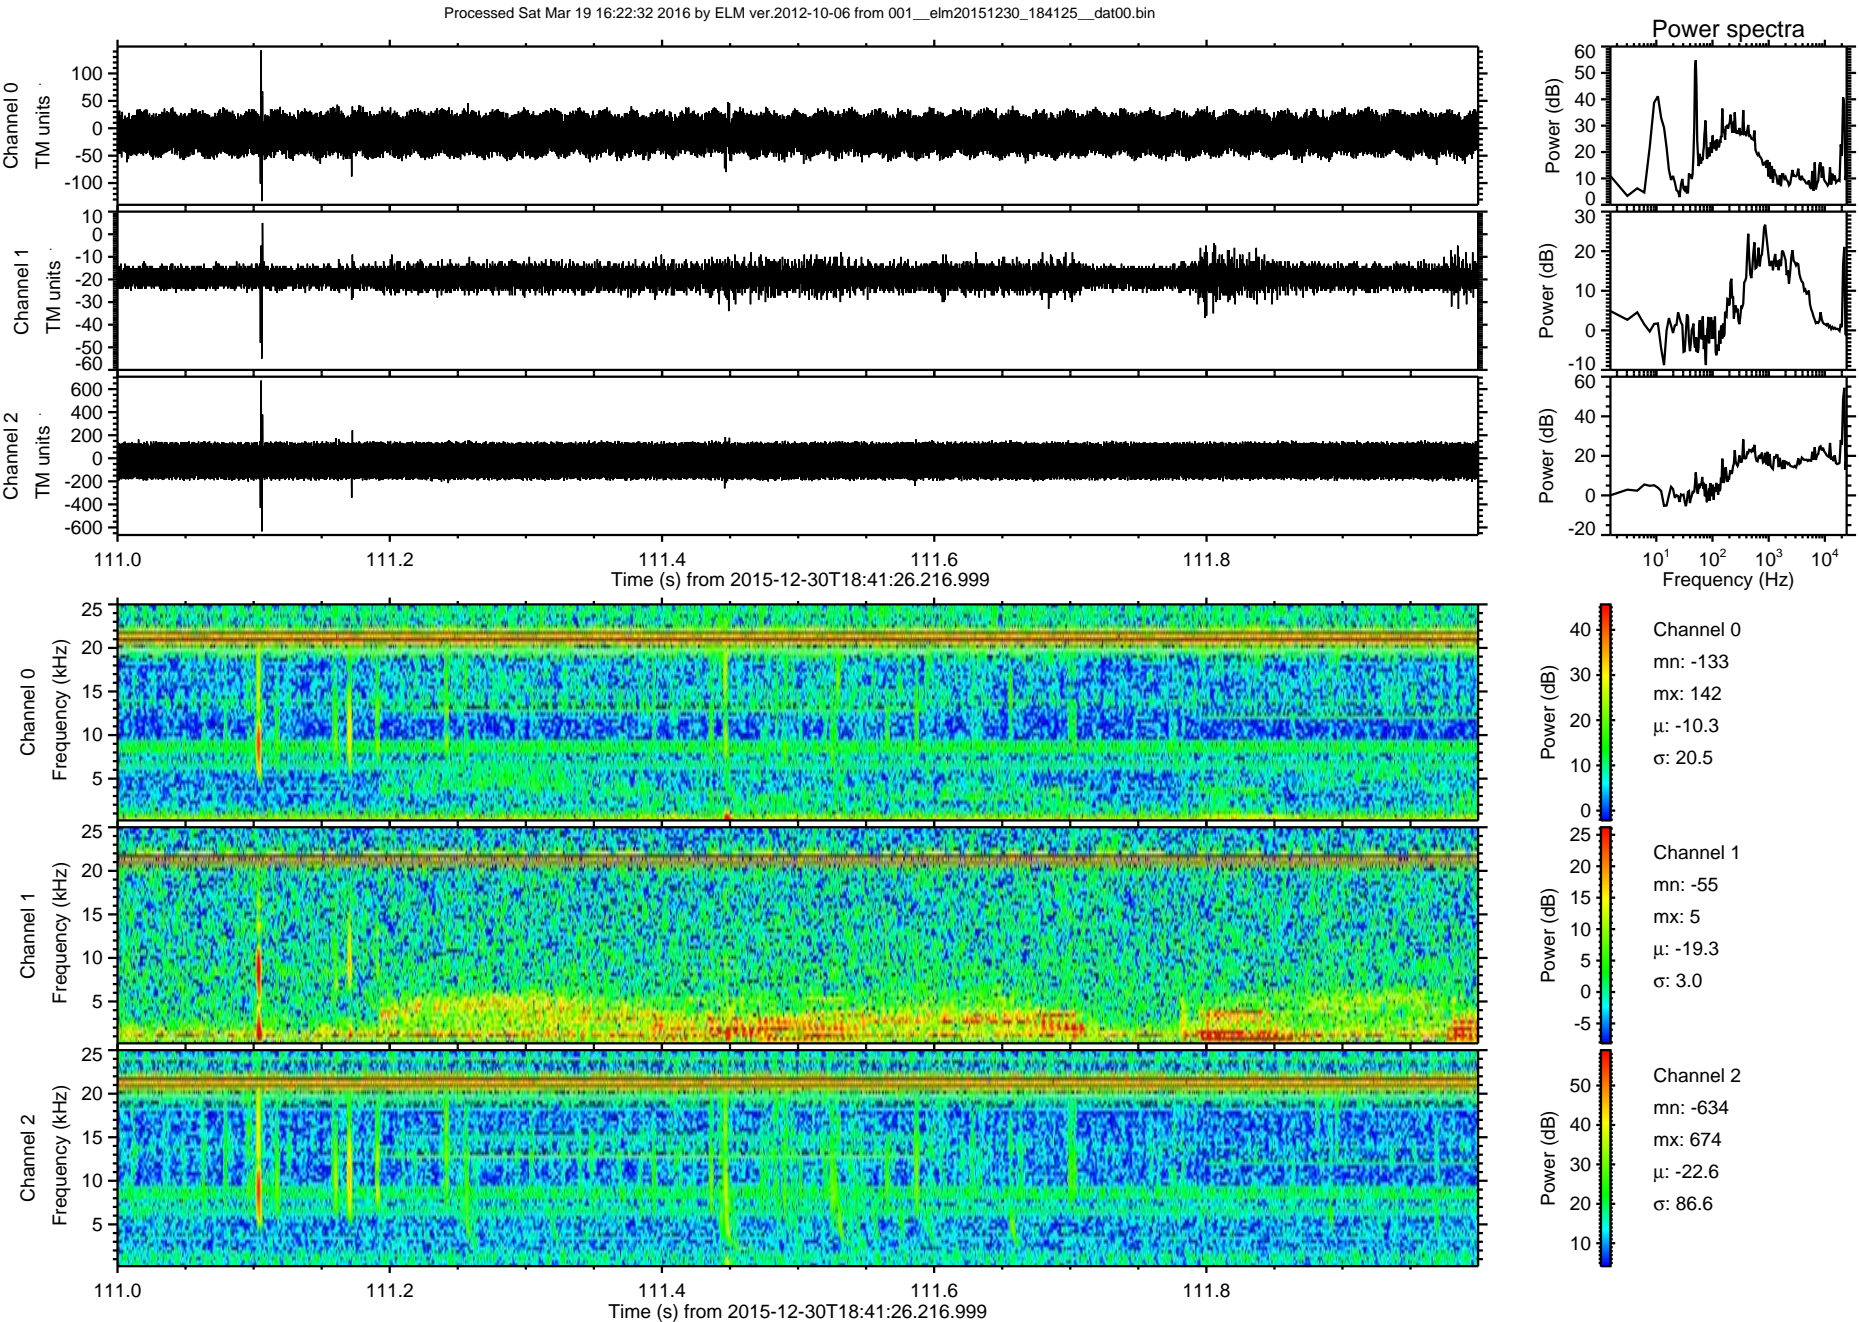 Processed Sat Mar 19 16:22:32 2016 by ELM ver.2012-10-06 from 001__elm20151230_184125__dat00.bin
Power spectra
Channel 0
TM units
100
50
0
-50
-100
Power (dB)
60
50
40
30
20
10
0
Channel 1
TM units
10
0
-10
-20
-30
-40
-50
-60
Power (dB)
30
20
10
0
-10
Channel 2
TM units
600
400
200
0
-200
-400
-600
Power (dB)
60
40
20
0
-20
111.0 111.2 111.4 111.6 111.8
Time (s) from 2015-12-30T18:41:26.216.999
10¹ 10² 10³ 10⁴
Frequency (Hz)
Channel 0
Frequency (kHz)
25
20
15
10
5
Power (dB)
40
30
20
10
0
Channel 0
mn: -133
mx: 142
μ: -10.3
σ: 20.5
Channel 1
Frequency (kHz)
25
20
15
10
5
Power (dB)
25
20
15
10
5
0
-5
Channel 1
mn: -55
mx: 5
μ: -19.3
σ: 3.0
Channel 2
Frequency (kHz)
25
20
15
10
5
Power (dB)
50
40
30
20
10
Channel 2
mn: -634
mx: 674
μ: -22.6
σ: 86.6
111.0 111.2 111.4 111.6 111.8
Time (s) from 2015-12-30T18:41:26.216.999